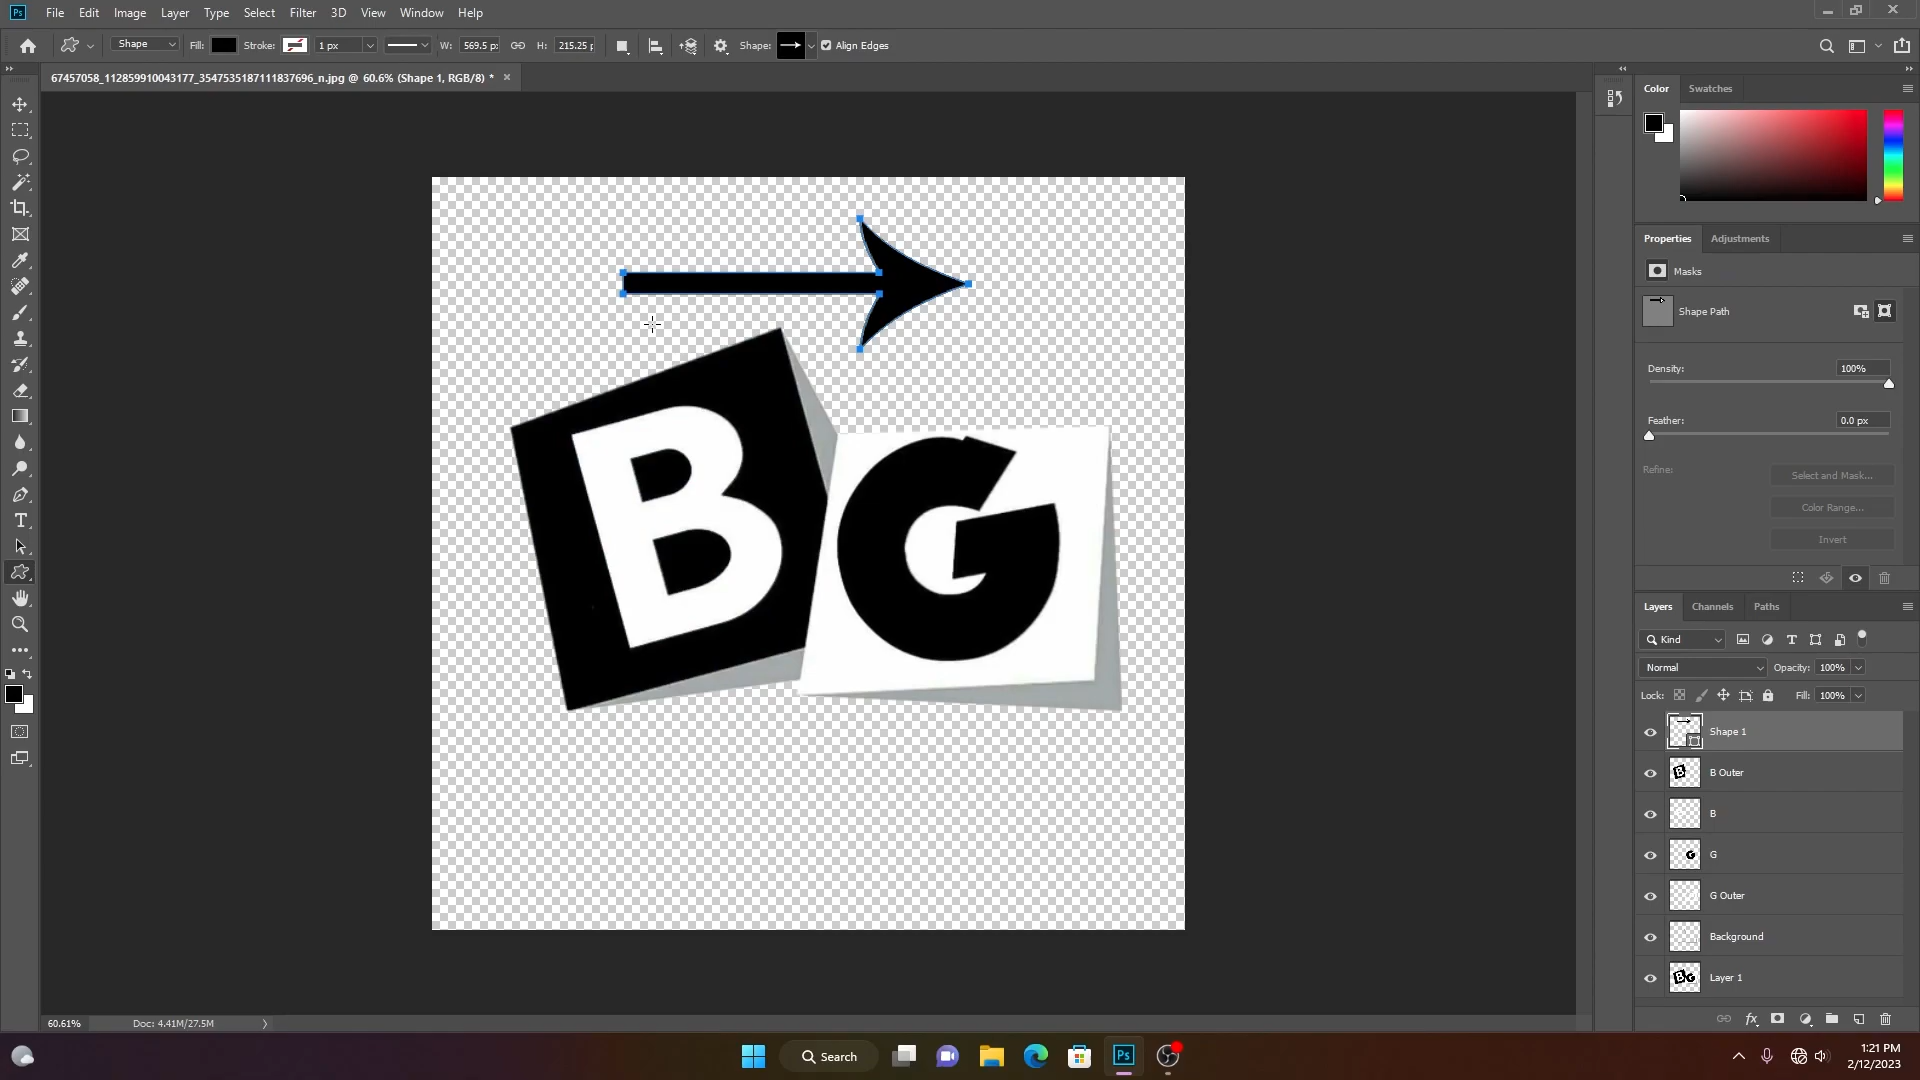 Ps File Edit Image Layer Type Select Filter 3D View Window Help
Shape Fill: Stroke: 1 px W: 569.5 p: H: 215.25 p Shape: Align Edges
67457058_112859910043177_3547535187111837696_n.jpg @ 60.6% (Shape 1, RGB/8) *
Color Swatches
Properties Adjustments
Masks
Shape Path
Density: 100%
Feather: 0.0 px
Refine: Select and Mask...
Color Range...
Invert
Layers Channels Paths
Kind
Normal Opacity: 100%
Lock: Fill: 100%
Shape 1
B Outer
B
G
G Outer
Background
Layer 1
BG
60.61% Doc: 4.41M/27.5M
Search
Ps
1:21 PM
2/12/2023